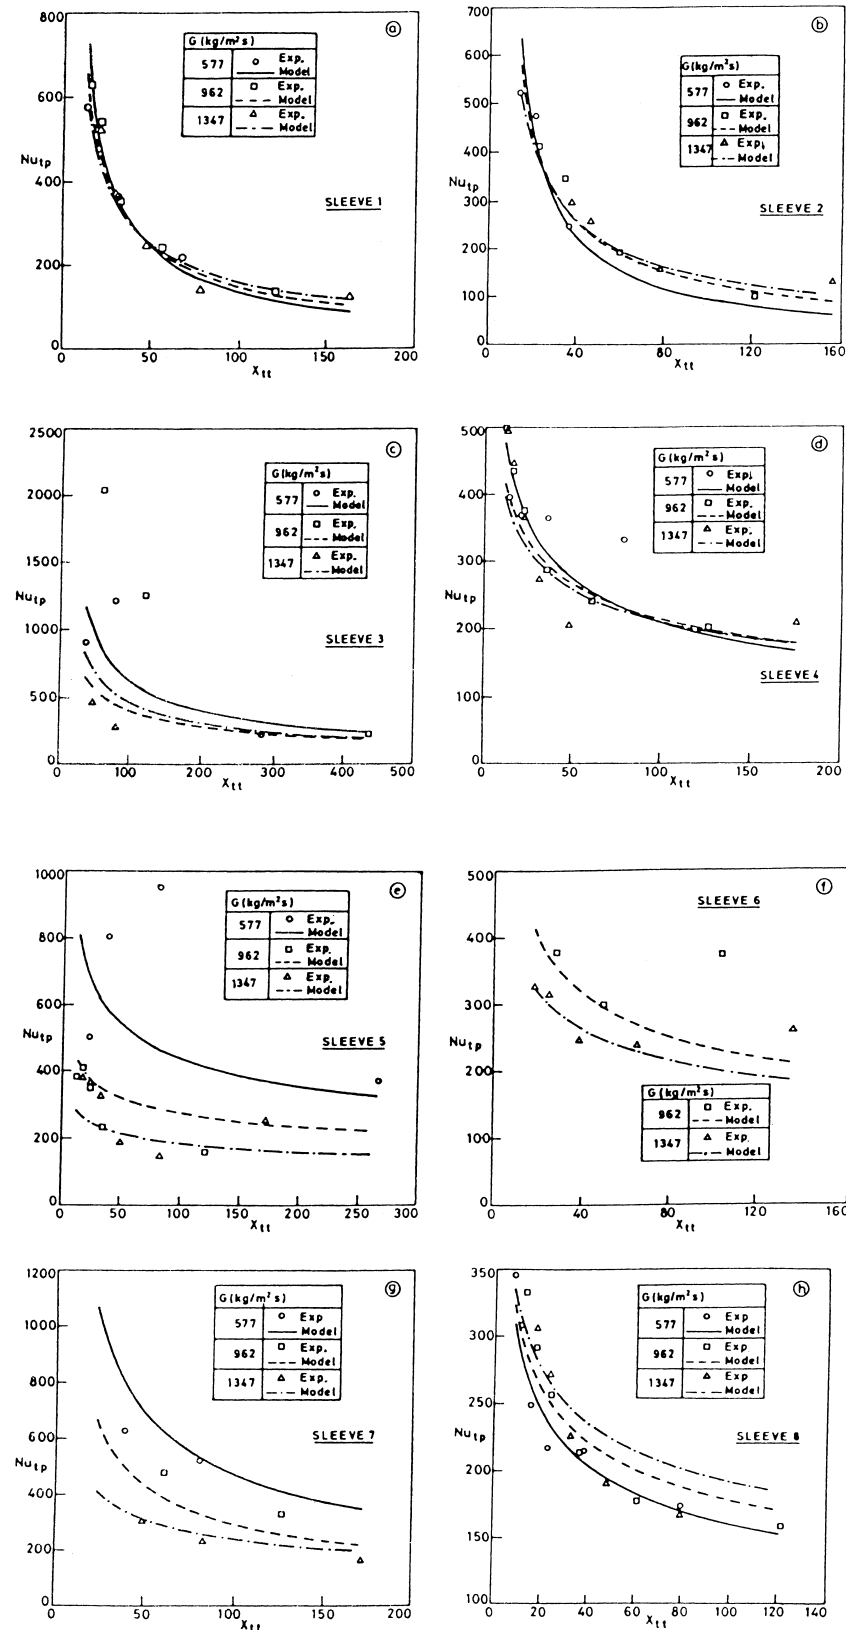 800
600
Nutp
400
200
0
0 50 100 150 200
Xtt
ⓐ
G (kg/m²s)
577 Exp.
Model
962 Exp.
Model
1347 Exp.
Model
SLEEVE 1
700
600
500
400
Nutp
300
200
100
0
0 40 80 120 160
Xtt
ⓑ
G(kg/m²s)
577 Exp.
Model
962 Exp.
Model
1347 Exp.
Model
SLEEVE 2
2500
2000
1500
Nutp
1000
500
0
0 100 200 300 400 500
Xtt
ⓒ
G (kg/m²s)
577 Exp.
Model
962 Exp.
Model
1347 Exp.
Model
SLEEVE 3
500
400
300
Nutp
200
100
0
0 50 100 150 200
Xtt
ⓓ
G (kg/m²s)
577 Exp.
Model
962 Exp.
Model
1347 Exp.
Model
SLEEVE 4
1000
800
600
Nutp
400
200
0
0 50 100 150 200 250 300
Xtt
ⓔ
G (kg/m²s)
577 Exp.
Model
962 Exp.
Model
1347 Exp.
Model
SLEEVE 5
500
400
300
Nutp
200
100
0
0 40 80 120 160
Xtt
ⓕ
SLEEVE 6
G (kg/m²s)
962 Exp.
Model
1347 Exp.
Model
1200
1000
800
600
Nutp
400
200
0
0 50 100 150 200
Xtt
ⓖ
G (kg/m²s)
577 Exp
Model
962 Exp.
Model
1347 Exp.
Model
SLEEVE 7
350
300
250
Nutp
200
150
100
0 20 40 60 80 100 120 140
Xtt
ⓗ
G (kg/m²s)
577 Exp
Model
962 Exp.
Model
1347 Exp.
Model
SLEEVE 8